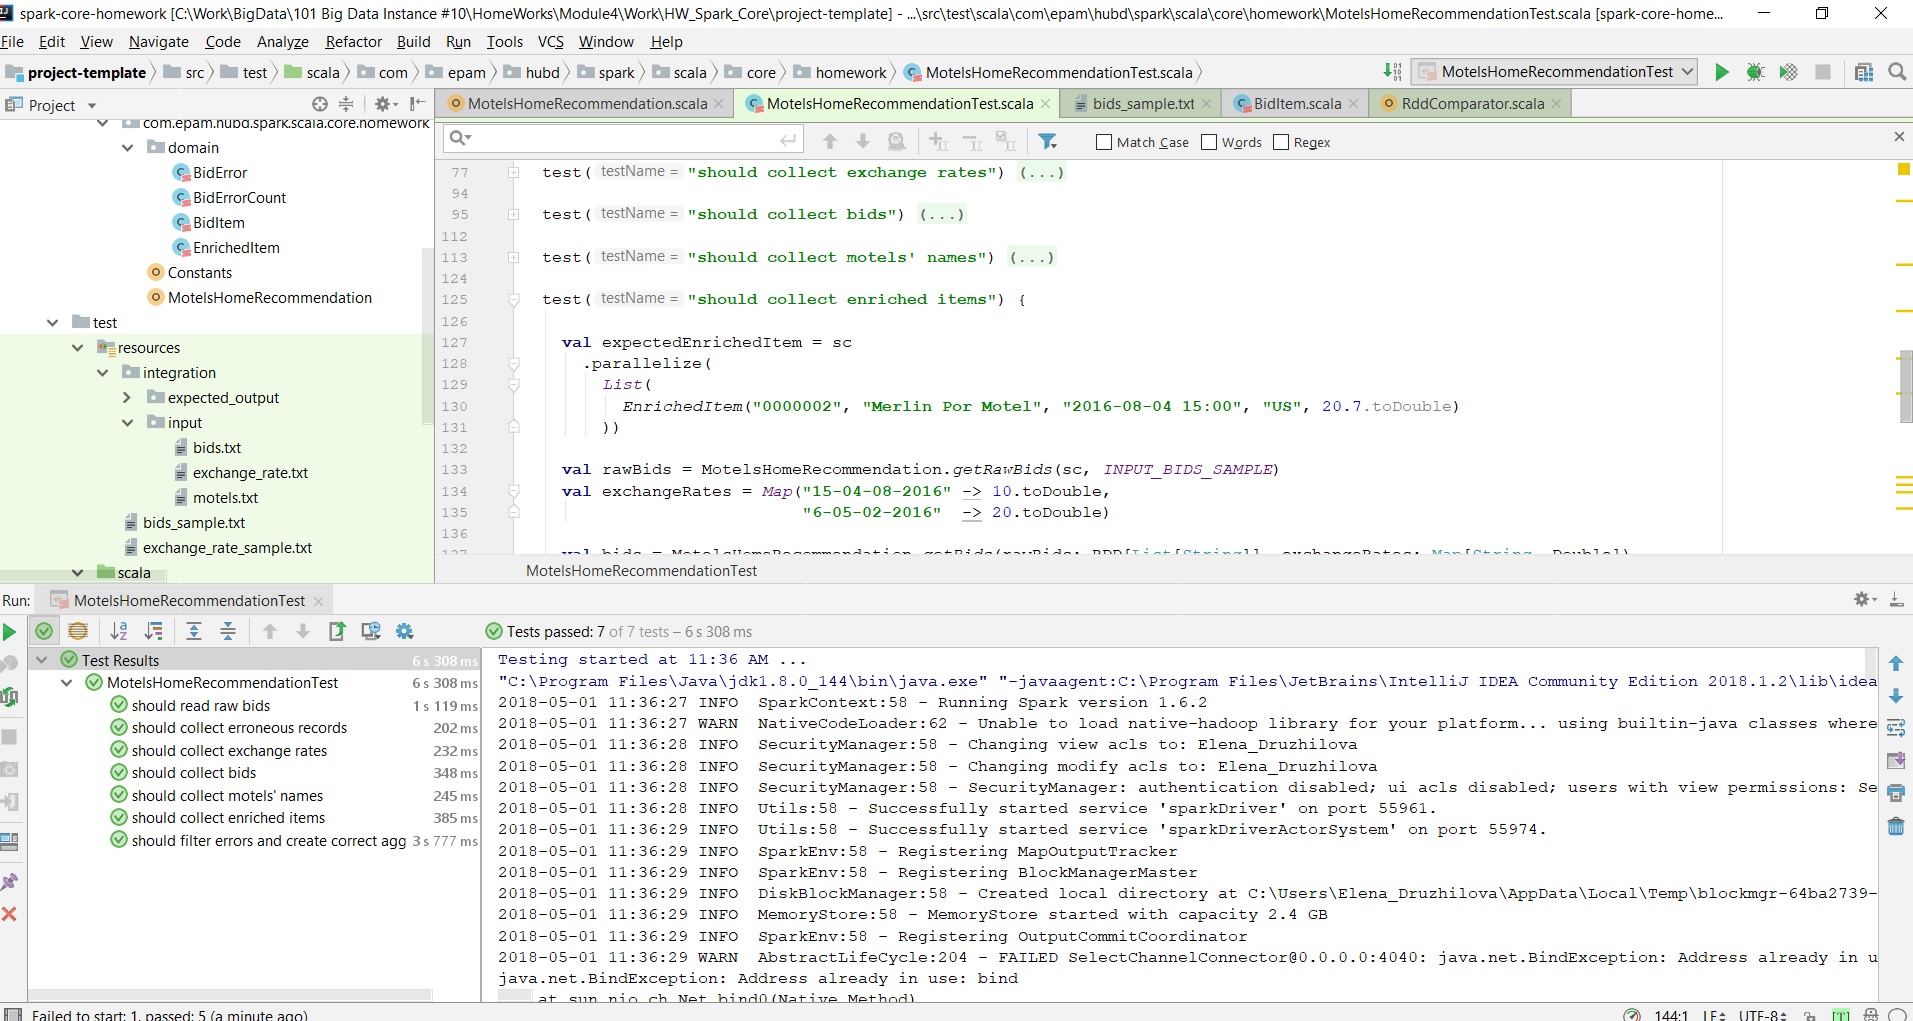 spark-core-homework [C:\Work\BigData\101 Big Data Instance #10\HomeWorks\Module4\Work\HW_Spark_Core\project-template] - ...\src\test\scala\com\epam\hubd\spark\scala\core\homework\MotelsHomeRecommendationTest.scala [spark-core-home...
File Edit View Navigate Code Analyze Refactor Build Run Tools VCS Window Help
project-template src test scala com epam hubd spark scala core homework MotelsHomeRecommendationTest.scala MotelsHomeRecommendationTest
Project
MotelsHomeRecommendation.scala MotelsHomeRecommendationTest.scala bids_sample.txt BidItem.scala RddComparator.scala
Match Case Words Regex
com.epam.hubd.spark.scala.core.homework
domain
BidError
BidErrorCount
BidItem
EnrichedItem
Constants
MotelsHomeRecommendation
test
resources
integration
expected_output
input
bids.txt
exchange_rate.txt
motels.txt
bids_sample.txt
exchange_rate_sample.txt
scala
77 test( testName = "should collect exchange rates") (...)
94
95 test( testName = "should collect bids") (...)
112
113 test( testName = "should collect motels' names") (...)
124
125 test( testName = "should collect enriched items") {
126
127 val expectedEnrichedItem = sc
128 .parallelize(
129 List(
130 EnrichedItem("0000002", "Merlin Por Motel", "2016-08-04 15:00", "US", 20.7.toDouble)
131 ))
132
133 val rawBids = MotelsHomeRecommendation.getRawBids(sc, INPUT_BIDS_SAMPLE)
134 val exchangeRates = Map("15-04-08-2016" -> 10.toDouble,
135 "6-05-02-2016" -> 20.toDouble)
136
137 val bids = MotelsHomeRecommendation.getBids(rawBids: RDD[List[String]], exchangeRates: Map[String, Double])
MotelsHomeRecommendationTest
Run: MotelsHomeRecommendationTest
Tests passed: 7 of 7 tests – 6 s 308 ms
Test Results 6 s 308 ms
MotelsHomeRecommendationTest 6 s 308 ms
should read raw bids 1 s 119 ms
should collect erroneous records 202 ms
should collect exchange rates 232 ms
should collect bids 348 ms
should collect motels' names 245 ms
should collect enriched items 385 ms
should filter errors and create correct agg 3 s 777 ms
Testing started at 11:36 AM ...
"C:\Program Files\Java\jdk1.8.0_144\bin\java.exe" "-javaagent:C:\Program Files\JetBrains\IntelliJ IDEA Community Edition 2018.1.2\lib\idea
2018-05-01 11:36:27 INFO SparkContext:58 - Running Spark version 1.6.2
2018-05-01 11:36:27 WARN NativeCodeLoader:62 - Unable to load native-hadoop library for your platform... using builtin-java classes where
2018-05-01 11:36:28 INFO SecurityManager:58 - Changing view acls to: Elena_Druzhilova
2018-05-01 11:36:28 INFO SecurityManager:58 - Changing modify acls to: Elena_Druzhilova
2018-05-01 11:36:28 INFO SecurityManager:58 - SecurityManager: authentication disabled; ui acls disabled; users with view permissions: Se
2018-05-01 11:36:28 INFO Utils:58 - Successfully started service 'sparkDriver' on port 55961.
2018-05-01 11:36:29 INFO Utils:58 - Successfully started service 'sparkDriverActorSystem' on port 55974.
2018-05-01 11:36:29 INFO SparkEnv:58 - Registering MapOutputTracker
2018-05-01 11:36:29 INFO SparkEnv:58 - Registering BlockManagerMaster
2018-05-01 11:36:29 INFO DiskBlockManager:58 - Created local directory at C:\Users\Elena_Druzhilova\AppData\Local\Temp\blockmgr-64ba2739-
2018-05-01 11:36:29 INFO MemoryStore:58 - MemoryStore started with capacity 2.4 GB
2018-05-01 11:36:29 INFO SparkEnv:58 - Registering OutputCommitCoordinator
2018-05-01 11:36:29 WARN AbstractLifeCycle:204 - FAILED SelectChannelConnector@0.0.0.0:4040: java.net.BindException: Address already in u
java.net.BindException: Address already in use: bind
at sun.nio.ch.Net.bind0(Native Method)
Failed to start: 1, passed: 5 (a minute ago) 144:1 LF UTF-8 [T]